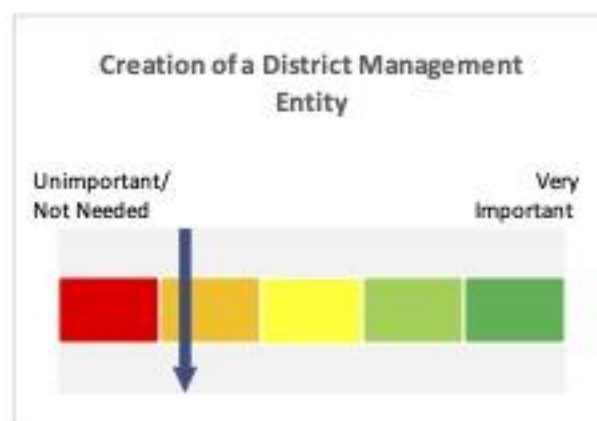 Creation of a District Management
Entity
Unimportant/
Not Needed
Very
Important